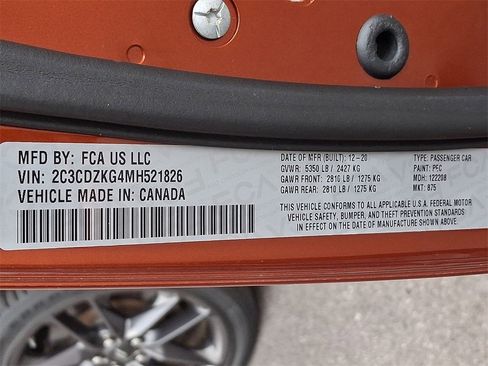 MFD BY: FCA US LLC
VIN: 2C3CDZKG4MH521826
VEHICLE MADE IN: CANADA
DATE OF MFR (BUILT): 12-20
GVWR: 5350 LB / 2427 KG
GAWR FRONT: 2810 LB / 1275 KG
GAWR REAR: 2810 LB / 1275 KG
TYPE: PASSENGER CAR
PAINT: PFC
MDH: 122208
MKT: 875
THIS VEHICLE CONFORMS TO ALL APPLICABLE U.S.A. FEDERAL MOTOR
VEHICLE SAFETY, BUMPER, AND THEFT PREVENTION STANDARDS
IN EFFECT ON THE DATE OF MANUFACTURE SHOWN ABOVE.